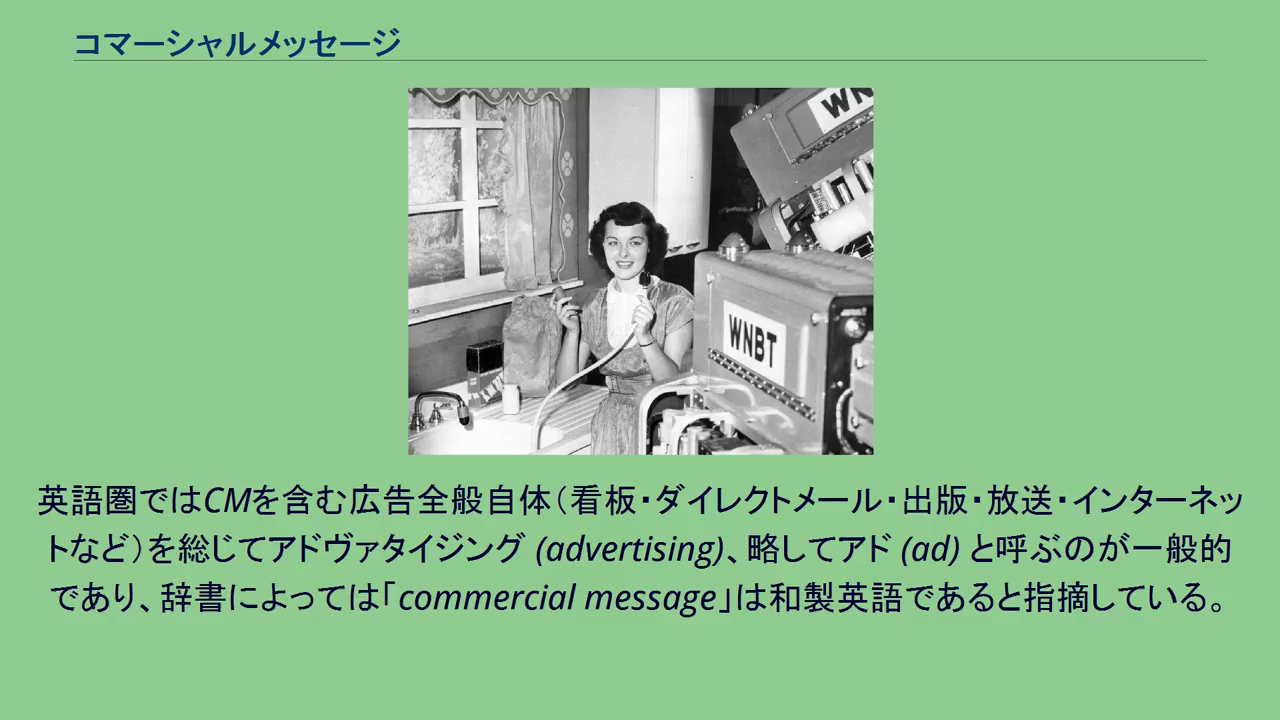 コマーシャルメッセージ
WN
WNBT
英語圏ではCMを含む広告全般自体（看板・ダイレクトメール・出版・放送・インターネッ
トなど）を総じてアドヴァタイジング (advertising)、略してアド (ad) と呼ぶのが一般的
であり、辞書によっては「commercial message」は和製英語であると指摘している。